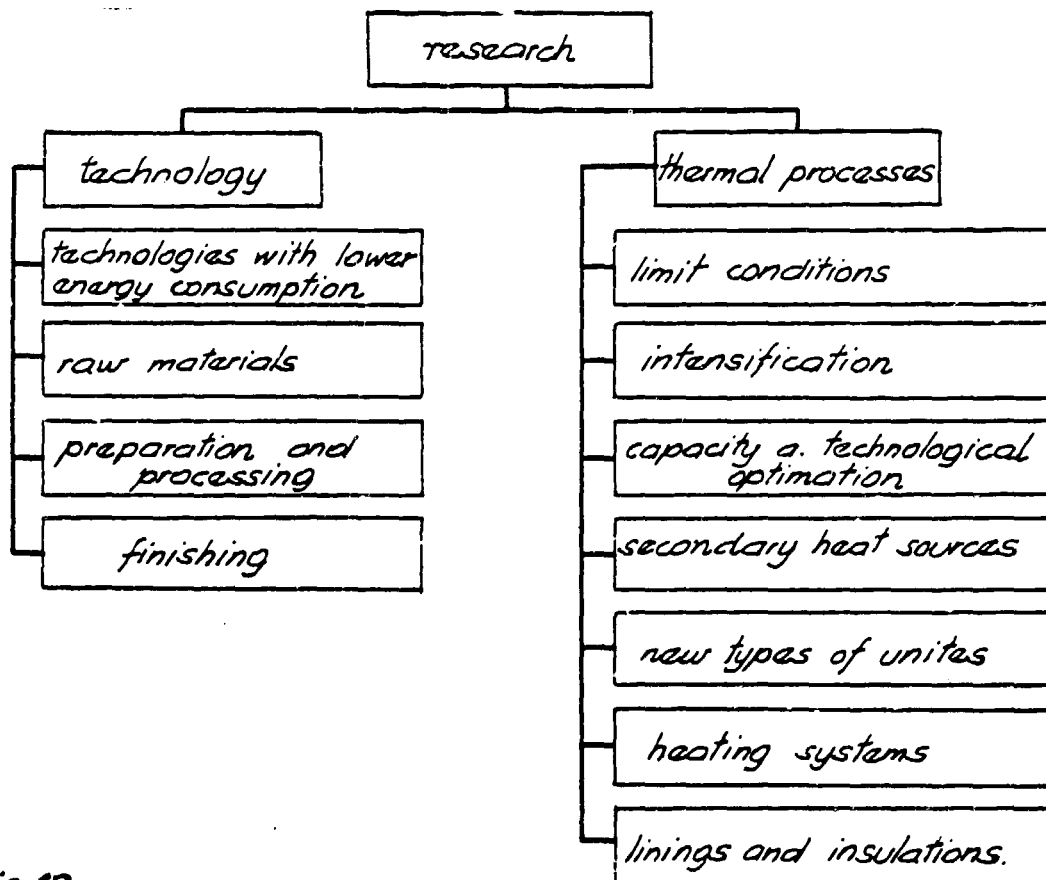 research
technology
technologies with lower
energy consumption
raw materials
preparation and
processing
finishing
thermal processes
limit conditions
intensification
capacity a. technological
optimation
secondary heat sources
new types of unites
heating systems
linings and insulations.